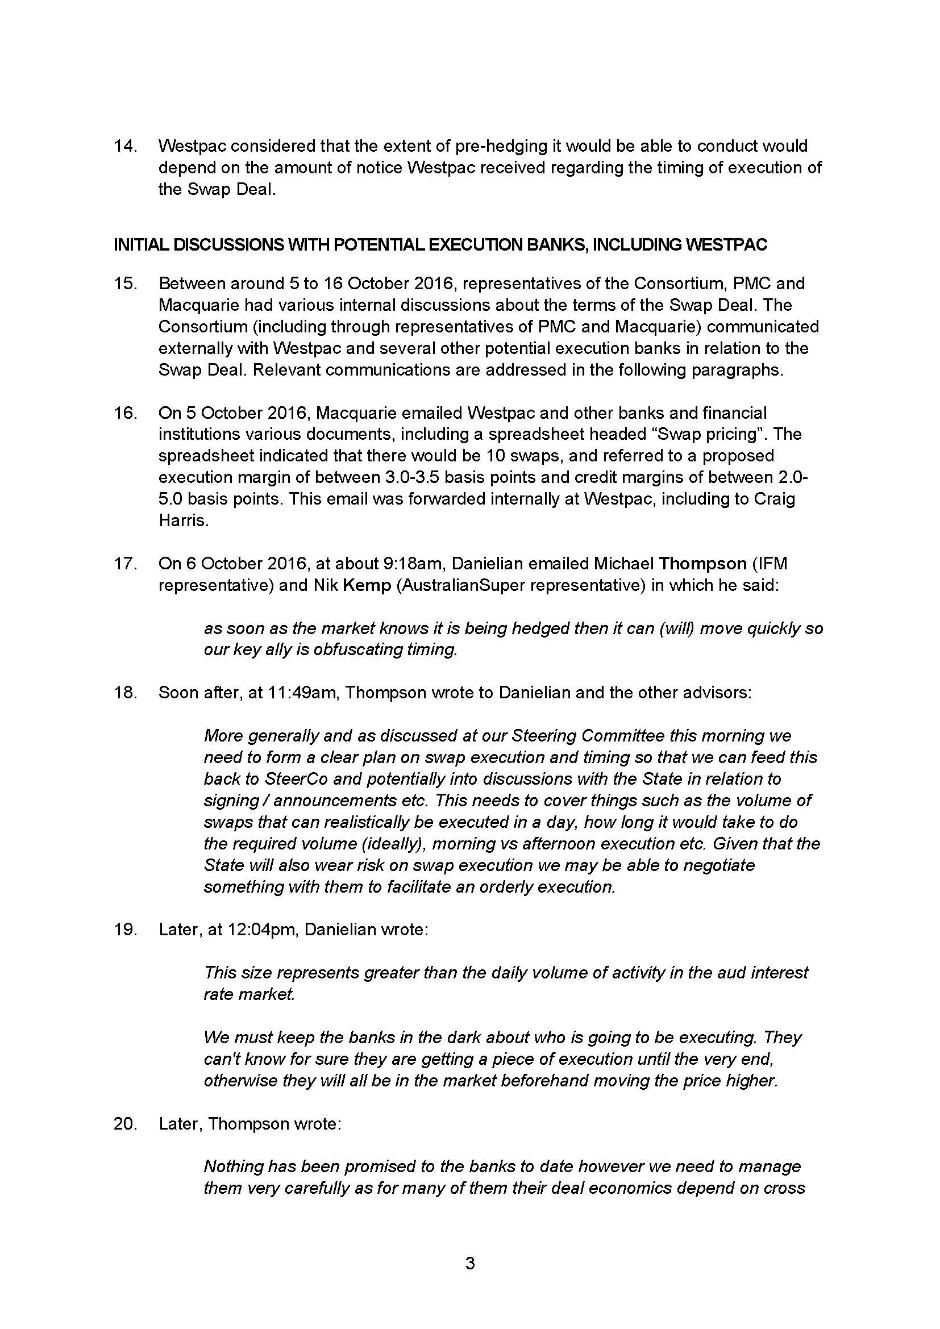 14. Westpac considered that the extent of pre-hedging it would be able to conduct would
depend on the amount of notice Westpac received regarding the timing of execution of
the Swap Deal.
INITIAL DISCUSSIONS WITH POTENTIAL EXECUTION BANKS, INCLUDING WESTPAC
15. Between around 5 to 16 October 2016, representatives of the Consortium, PMC and
Macquarie had various internal discussions about the terms of the Swap Deal. The
Consortium (including through representatives of PMC and Macquarie) communicated
externally with Westpac and several other potential execution banks in relation to the
Swap Deal. Relevant communications are addressed in the following paragraphs.
16. On 5 October 2016, Macquarie emailed Westpac and other banks and financial
institutions various documents, including a spreadsheet headed “Swap pricing”. The
spreadsheet indicated that there would be 10 swaps, and referred to a proposed
execution margin of between 3.0-3.5 basis points and credit margins of between 2.0-
5.0 basis points. This email was forwarded internally at Westpac, including to Craig
Harris.
17. On 6 October 2016, at about 9:18am, Danielian emailed Michael Thompson (IFM
representative) and Nik Kemp (AustralianSuper representative) in which he said:
as soon as the market knows it is being hedged then it can (will) move quickly so
our key ally is obfuscating timing.
18. Soon after, at 11:49am, Thompson wrote to Danielian and the other advisors:
More generally and as discussed at our Steering Committee this morning we
need to form a clear plan on swap execution and timing so that we can feed this
back to SteerCo and potentially into discussions with the State in relation to
signing / announcements etc. This needs to cover things such as the volume of
swaps that can realistically be executed in a day, how long it would take to do
the required volume (ideally), morning vs afternoon execution etc. Given that the
State will also wear risk on swap execution we may be able to negotiate
something with them to facilitate an orderly execution.
19. Later, at 12:04pm, Danielian wrote:
This size represents greater than the daily volume of activity in the aud interest
rate market.
We must keep the banks in the dark about who is going to be executing. They
can't know for sure they are getting a piece of execution until the very end,
otherwise they will all be in the market beforehand moving the price higher.
20. Later, Thompson wrote:
Nothing has been promised to the banks to date however we need to manage
them very carefully as for many of them their deal economics depend on cross
3